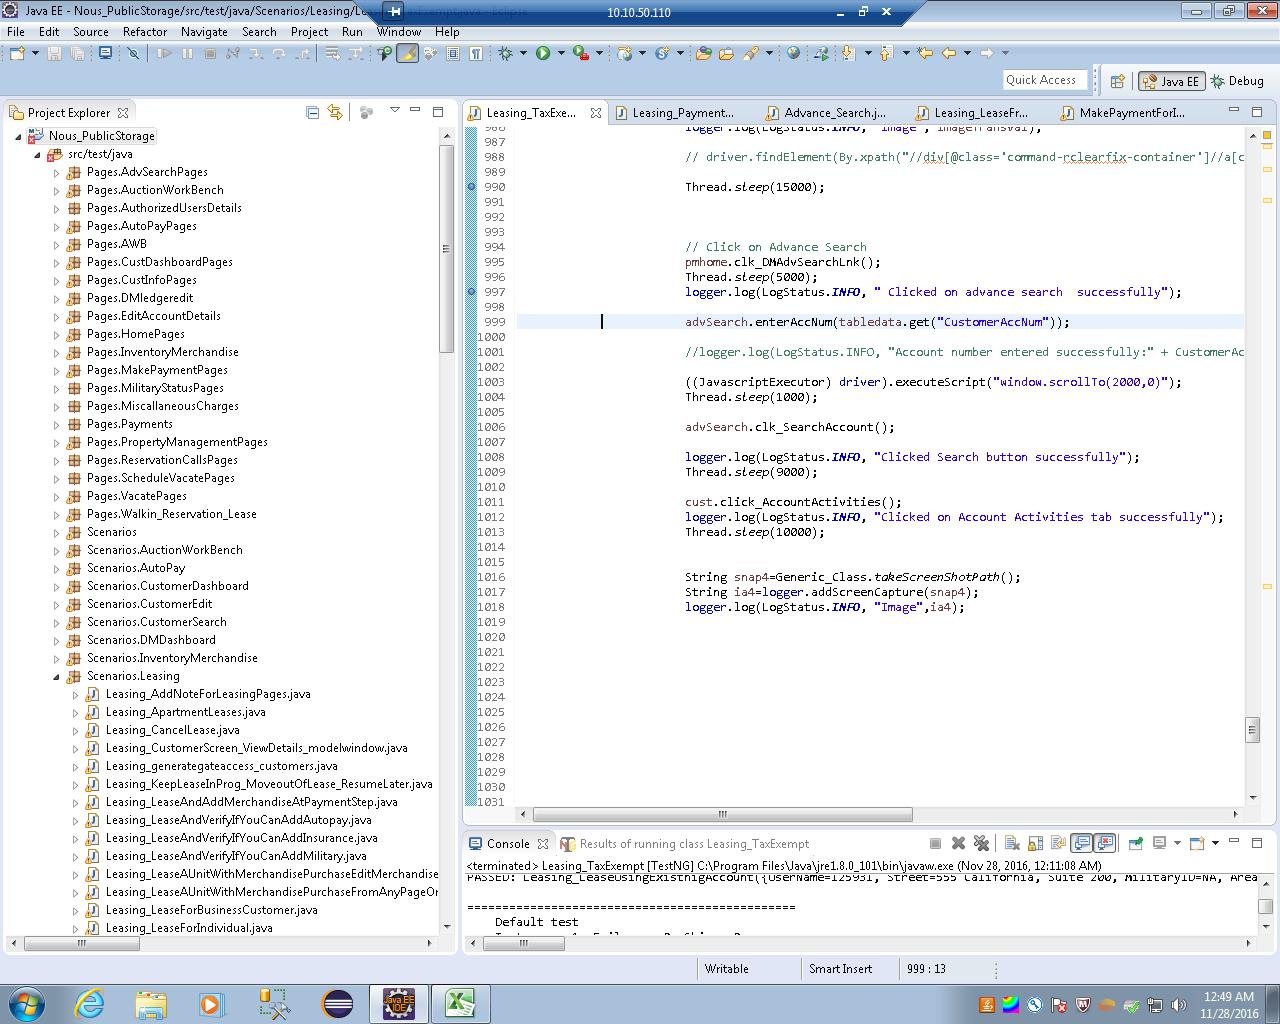 Java EE - Nous_PublicStorage/src/test/java/Scenarios/Leasing/
10.10.50.110
File Edit Source Refactor Navigate Search Project Run Window Help
Quick Access
Java EE
Debug
Project Explorer
Nous_PublicStorage
src/test/java
Pages.AdvSearchPages
Pages.AuctionWorkBench
Pages.AuthorizedUsersDetails
Pages.AutoPayPages
Pages.AWB
Pages.CustDashboardPages
Pages.CustInfoPages
Pages.DMledgeredit
Pages.EditAccountDetails
Pages.HomePages
Pages.InventoryMerchandise
Pages.MakePaymentPages
Pages.MilitaryStatusPages
Pages.MiscallaneousCharges
Pages.Payments
Pages.PropertyManagementPages
Pages.ReservationCallsPages
Pages.ScheduleVacatePages
Pages.VacatePages
Pages.Walkin_Reservation_Lease
Scenarios
Scenarios.AuctionWorkBench
Scenarios.AutoPay
Scenarios.CustomerDashboard
Scenarios.CustomerEdit
Scenarios.CustomerSearch
Scenarios.DMDashboard
Scenarios.InventoryMerchandise
Scenarios.Leasing
Leasing_AddNoteForLeasingPages.java
Leasing_ApartmentLeases.java
Leasing_CancelLease.java
Leasing_CustomerScreen_ViewDetails_modelwindow.java
Leasing_generategateaccess_customers.java
Leasing_KeepLeaseInProg_MoveoutOfLease_ResumeLater.java
Leasing_LeaseAndAddMerchandiseAtPaymentStep.java
Leasing_LeaseAndVerifyIfYouCanAddAutopay.java
Leasing_LeaseAndVerifyIfYouCanAddInsurance.java
Leasing_LeaseAndVerifyIfYouCanAddMilitary.java
Leasing_LeaseAUnitWithMerchandisePurchaseEditMerchandise
Leasing_LeaseAUnitWithMerchandisePurchaseFromAnyPageOr
Leasing_LeaseForBusinessCustomer.java
Leasing_LeaseForIndividual.java
Leasing_TaxExe... Leasing_Payment... Advance_Search.j... Leasing_LeaseFr... MakePaymentForI...
986 logger.log(LogStatus.INFO, "Image", imageTransVal);
987
988 // driver.findElement(By.xpath("//div[@class='command-rclearfix-container']//a[c
989
990 Thread.sleep(15000);
991
992
993
994 // Click on Advance Search
995 pmhome.clk_DMAdvSearchLnk();
996 Thread.sleep(5000);
997 logger.log(LogStatus.INFO, " Clicked on advance search  successfully");
998
999 advSearch.enterAccNum(tabledata.get("CustomerAccNum"));
1000
1001 //logger.log(LogStatus.INFO, "Account number entered successfully:" + CustomerAc
1002
1003 ((JavascriptExecutor) driver).executeScript("window.scrollTo(2000,0)");
1004 Thread.sleep(1000);
1005
1006 advSearch.clk_SearchAccount();
1007
1008 logger.log(LogStatus.INFO, "Clicked Search button successfully");
1009 Thread.sleep(9000);
1010
1011 cust.click_AccountActivities();
1012 logger.log(LogStatus.INFO, "Clicked on Account Activities tab successfully");
1013 Thread.sleep(10000);
1014
1015
1016 String snap4=Generic_Class.takeScreenShotPath();
1017 String ia4=logger.addScreenCapture(snap4);
1018 logger.log(LogStatus.INFO, "Image",ia4);
1019
1020
1021
1022
1023
1024
1025
1026
1027
1028
1029
1030
1031
Console Results of running class Leasing_TaxExempt
<terminated> Leasing_TaxExempt [TestNG] C:\Program Files\Java\jre1.8.0_101\bin\javaw.exe (Nov 28, 2016, 12:11:08 AM)
PASSED: Leasing_LeaseUsingExistnigAccount({UserName=125931, Street=555 California, Suite 200, MilitaryID=NA, Area
===============================================
Default test
Writable
Smart Insert
999 : 13
Java EE
IDE
12:49 AM
11/28/2016